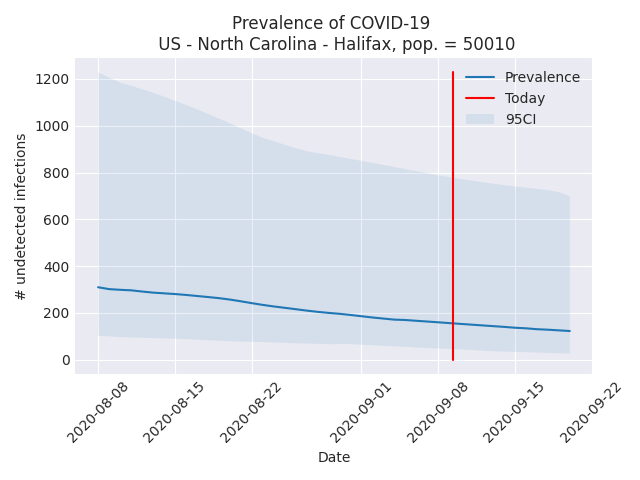 Prevalence of COVID-19
US - North Carolina - Halifax, pop. = 50010
1200
1000
800
600
400
200
0
# undetected infections
Prevalence
Today
95CI
2020-08-08
2020-08-15
2020-08-22
2020-09-01
2020-09-08
2020-09-15
2020-09-22
Date